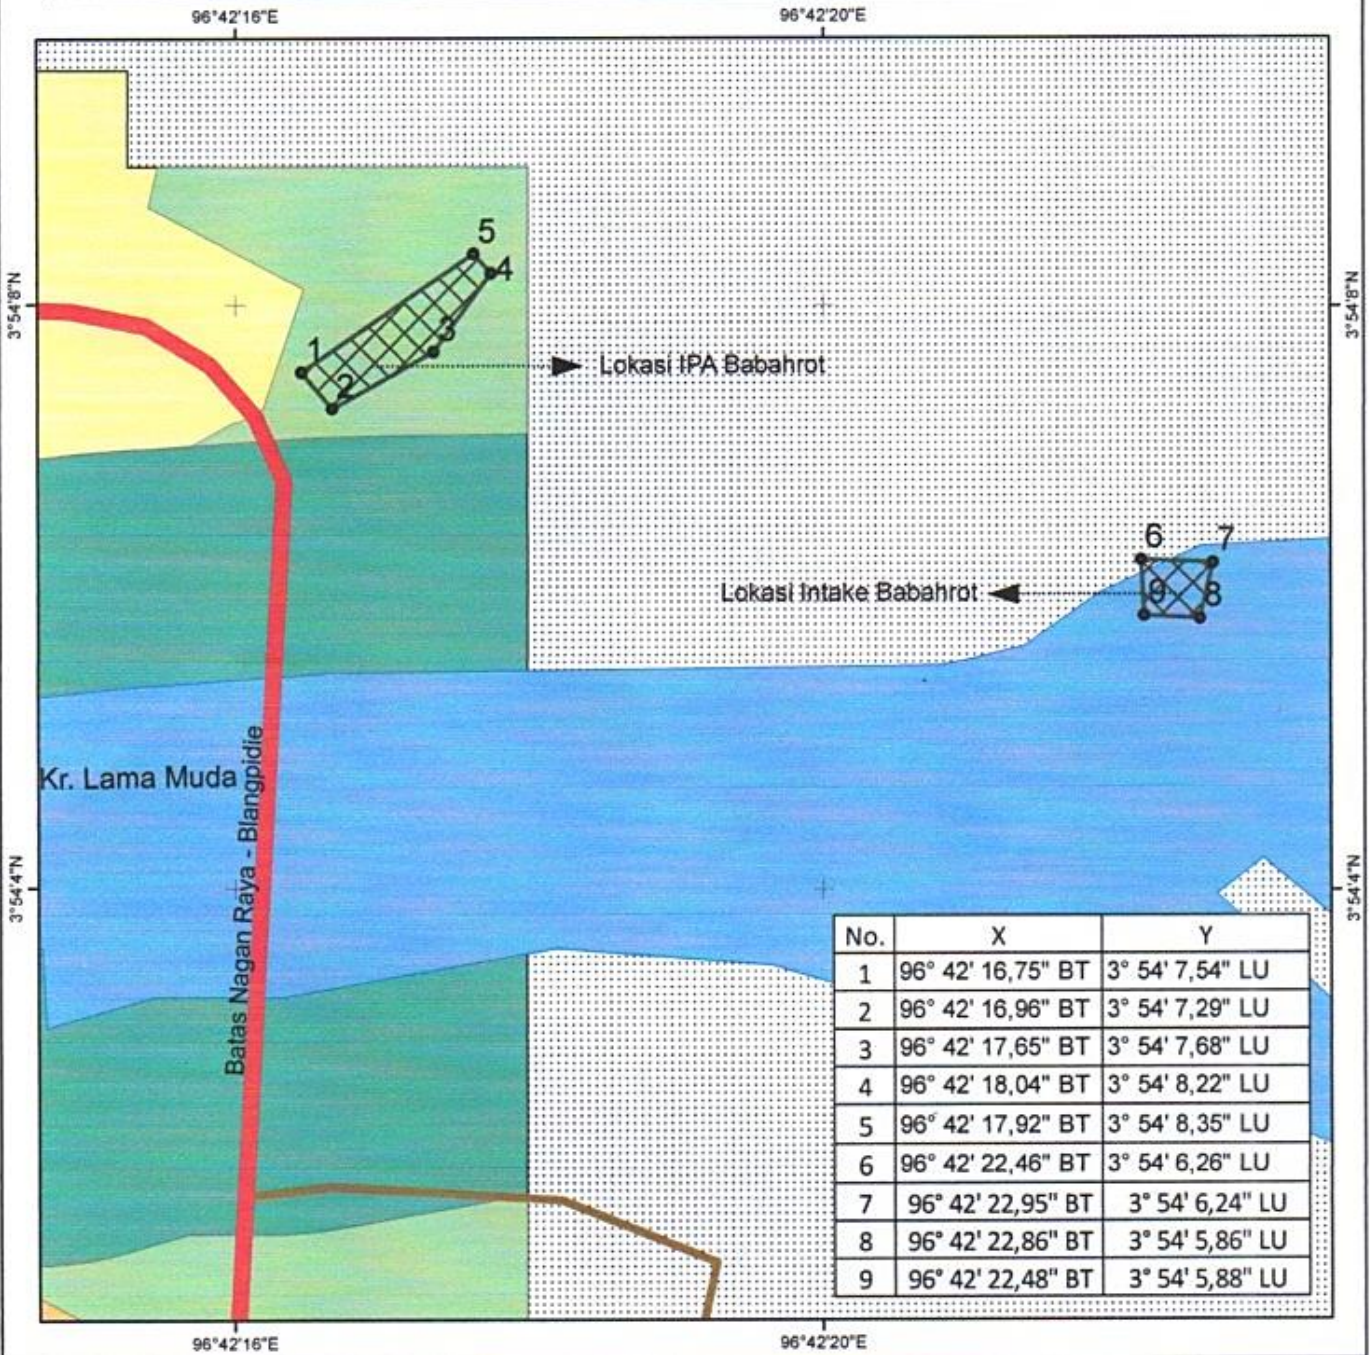 96°42'16"E
96°42'20"E
3°54'8"N
3°54'8"N
5
4
3
1
2
Lokasi IPA Babahrot
6
7
9
8
Lokasi Intake Babahrot
Kr. Lama Muda
Batas Nagan Raya - Blangpidie
3°54'4"N
3°54'4"N
No. X Y
1 96° 42' 16,75" BT 3° 54' 7,54" LU
2 96° 42' 16,96" BT 3° 54' 7,29" LU
3 96° 42' 17,65" BT 3° 54' 7,68" LU
4 96° 42' 18,04" BT 3° 54' 8,22" LU
5 96° 42' 17,92" BT 3° 54' 8,35" LU
6 96° 42' 22,46" BT 3° 54' 6,26" LU
7 96° 42' 22,95" BT 3° 54' 6,24" LU
8 96° 42' 22,86" BT 3° 54' 5,86" LU
9 96° 42' 22,48" BT 3° 54' 5,88" LU
96°42'16"E
96°42'20"E